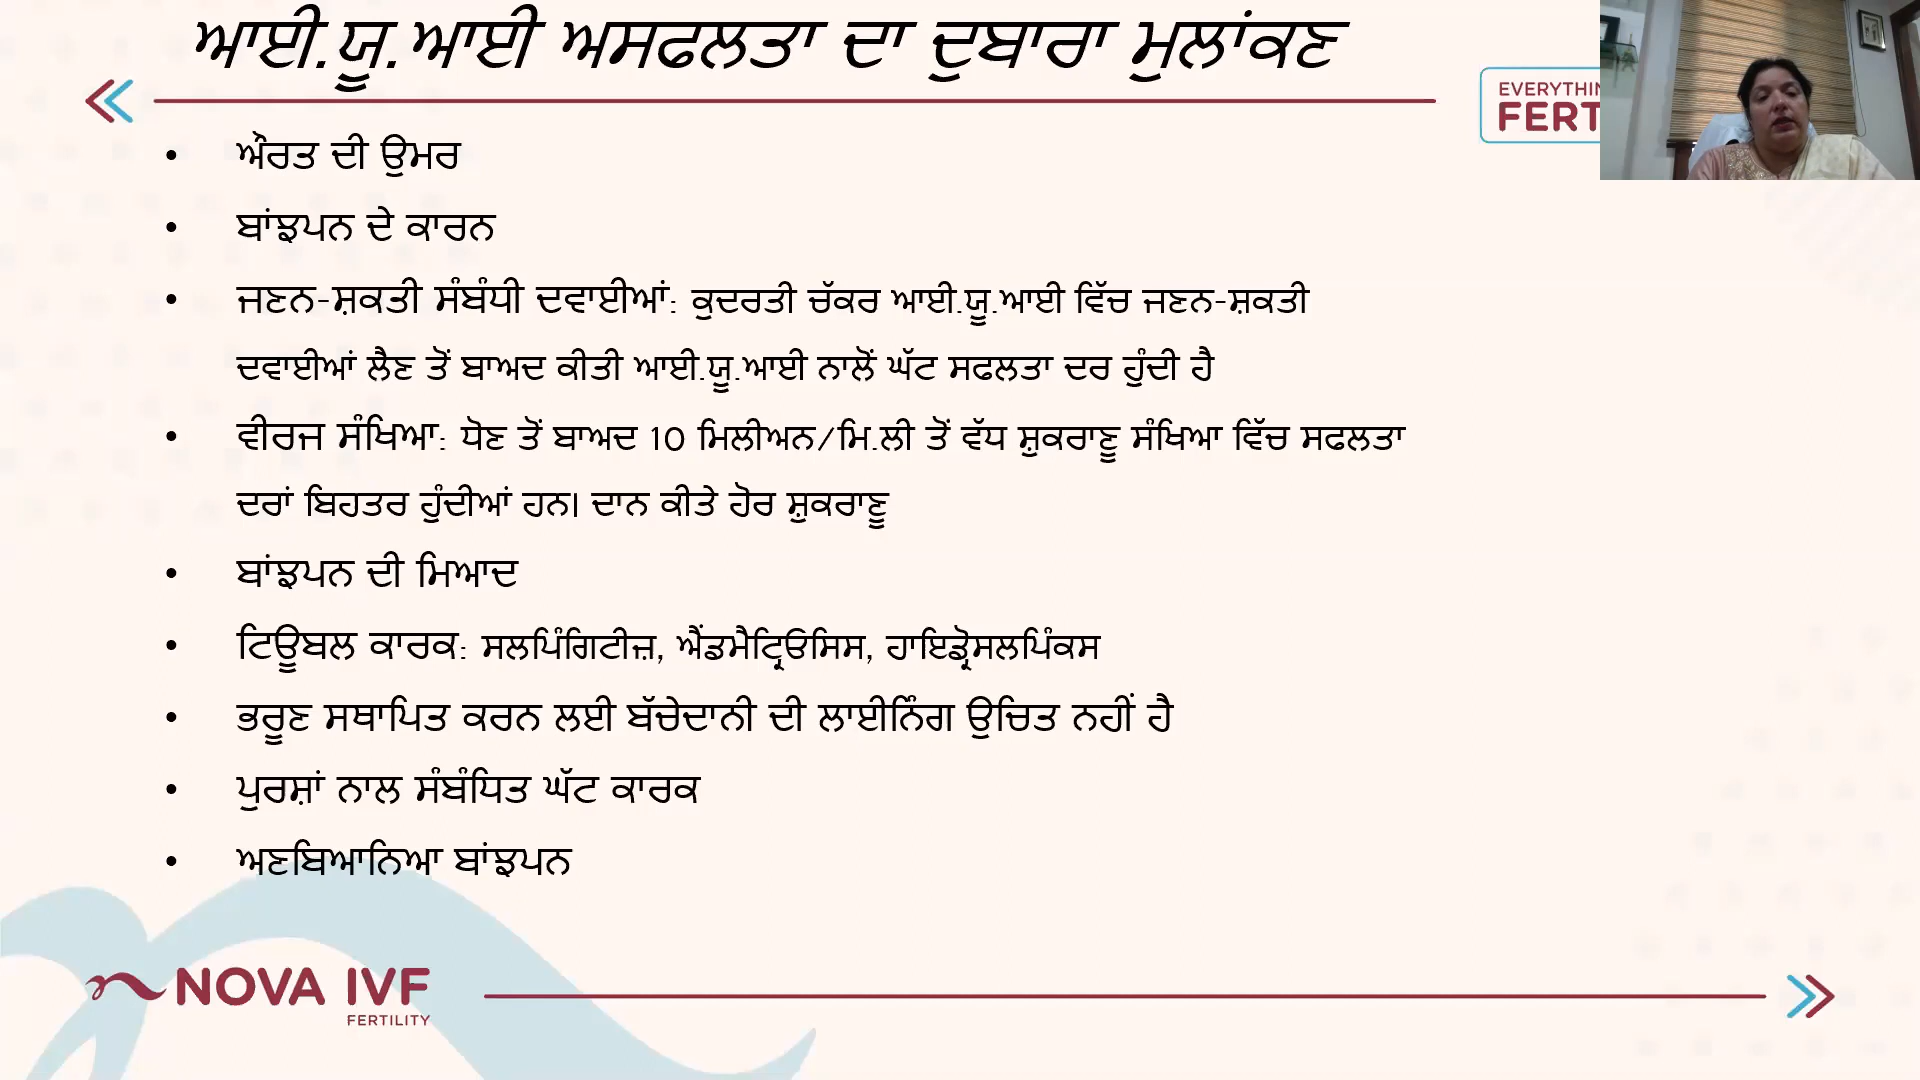 ਆਈ.ਯੂ.ਆਈ ਅਸਫਲਤਾ ਦਾ ਦੁਬਾਰਾ ਮੁਲਾਂਕਣ
EVERYTHIN
FERT
• ਔਰਤ ਦੀ ਉਮਰ
• ਬਾਂਝਪਨ ਦੇ ਕਾਰਨ
• ਜਣਨ-ਸ਼ਕਤੀ ਸੰਬੰਧੀ ਦਵਾਈਆਂ: ਕੁਦਰਤੀ ਚੱਕਰ ਆਈ.ਯੂ.ਆਈ ਵਿੱਚ ਜਣਨ-ਸ਼ਕਤੀ
ਦਵਾਈਆਂ ਲੈਣ ਤੋਂ ਬਾਅਦ ਕੀਤੀ ਆਈ.ਯੂ.ਆਈ ਨਾਲੋਂ ਘੱਟ ਸਫਲਤਾ ਦਰ ਹੁੰਦੀ ਹੈ
• ਵੀਰਜ ਸੰਖਿਆ: ਧੋਣ ਤੋਂ ਬਾਅਦ 10 ਮਿਲੀਅਨ/ਮਿ.ਲੀ ਤੋਂ ਵੱਧ ਸ਼ੁਕਰਾਣੂ ਸੰਖਿਆ ਵਿੱਚ ਸਫਲਤਾ
ਦਰਾਂ ਬਿਹਤਰ ਹੁੰਦੀਆਂ ਹਨ। ਦਾਨ ਕੀਤੇ ਹੋਰ ਸ਼ੁਕਰਾਣੂ
• ਬਾਂਝਪਨ ਦੀ ਮਿਆਦ
• ਟਿਊਬਲ ਕਾਰਕ: ਸਲਪਿੰਗਿਟੀਜ਼, ਐਂਡਮੈਟ੍ਰਿਓਸਿਸ, ਹਾਇਡ੍ਰੋਸਲਪਿੰਕਸ
• ਭਰੂਣ ਸਥਾਪਿਤ ਕਰਨ ਲਈ ਬੱਚੇਦਾਨੀ ਦੀ ਲਾਈਨਿੰਗ ਉਚਿਤ ਨਹੀਂ ਹੈ
• ਪੁਰਸ਼ਾਂ ਨਾਲ ਸੰਬੰਧਿਤ ਘੱਟ ਕਾਰਕ
• ਅਣਬਿਆਨਿਆ ਬਾਂਝਪਨ
NOVA IVF
FERTILITY